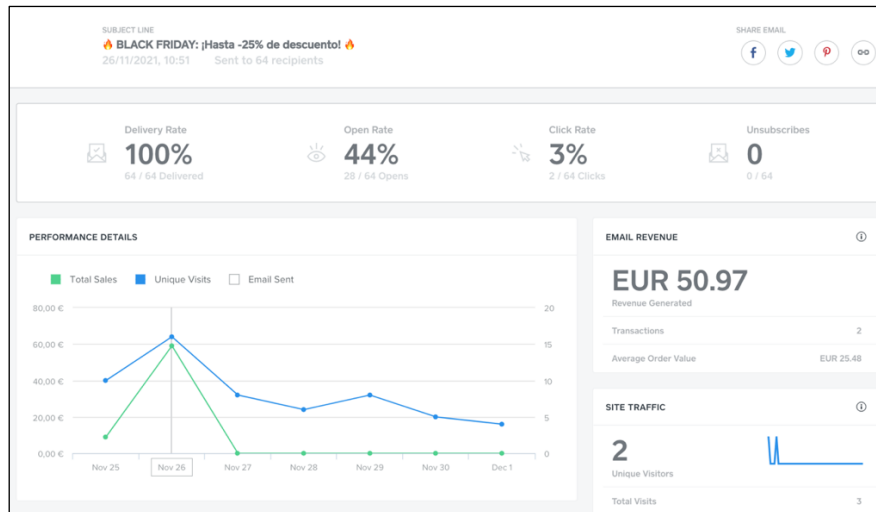 SUBJECT LINE
🔥 BLACK FRIDAY: ¡Hasta -25% de descuento! 🔥
26/11/2021, 10:51 Sent to 64 recipients
SHARE EMAIL
Delivery Rate
100%
64 / 64 Delivered
Open Rate
44%
28 / 64 Opens
Click Rate
3%
2 / 64 Clicks
Unsubscribes
0
0 / 64
PERFORMANCE DETAILS
Total Sales Unique Visits Email Sent
80,00 € 20
60,00 € 15
40,00 € 10
20,00 € 5
0,00 € 0
Nov 25 Nov 26 Nov 27 Nov 28 Nov 29 Nov 30 Dec 1
EMAIL REVENUE
EUR 50.97
Revenue Generated
Transactions 2
Average Order Value EUR 25.48
SITE TRAFFIC
2
Unique Visitors
Total Visits 3